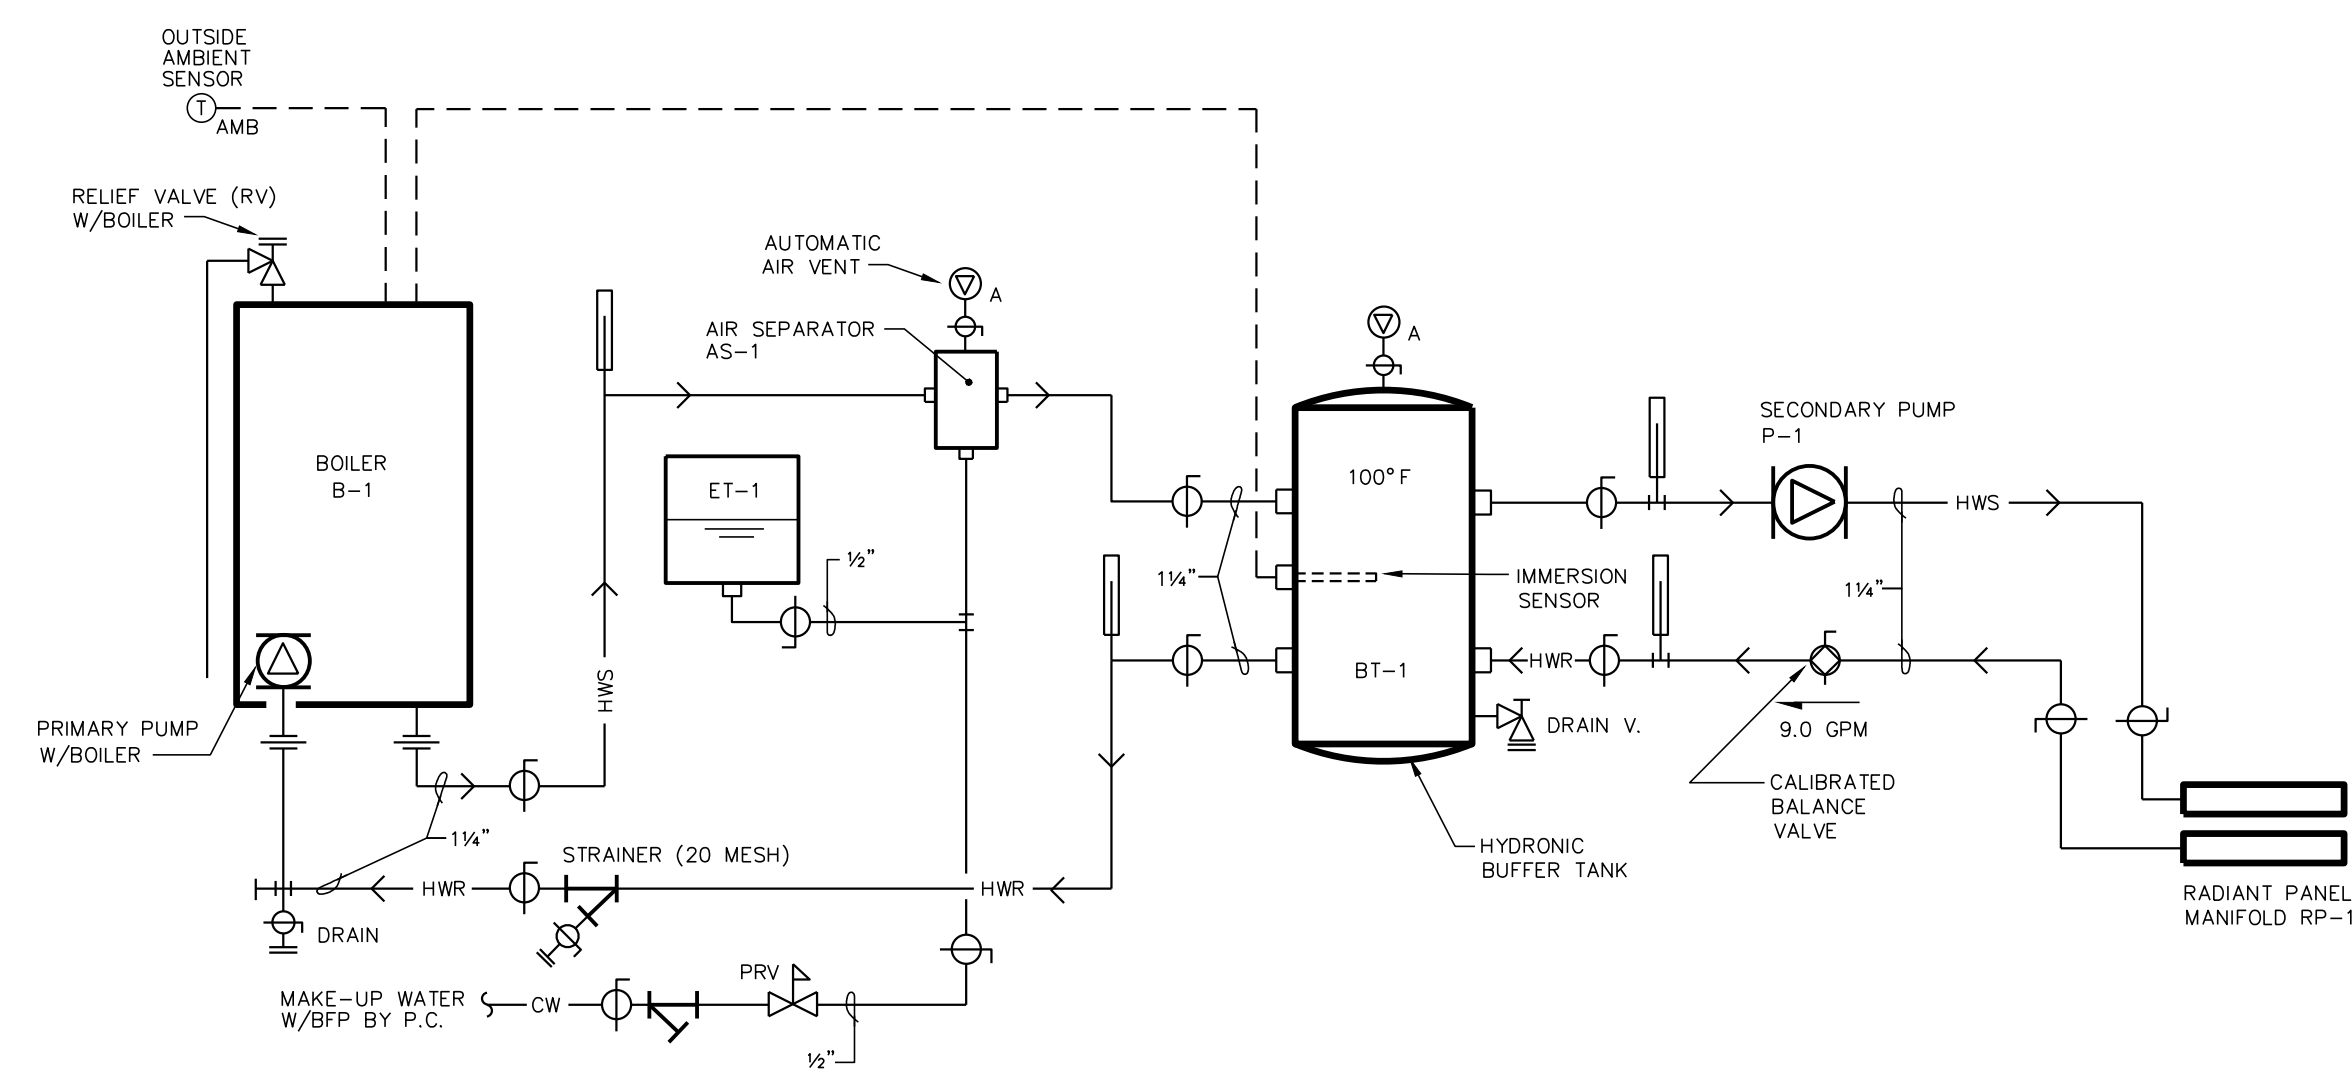 OUTSIDE
AMBIENT
SENSOR
T
AMB
RELIEF VALVE (RV)
W/BOILER
AUTOMATIC
AIR VENT
A
AIR SEPARATOR
AS-1
A
BOILER
B-1
ET-1
½"
100°F
SECONDARY PUMP
P-1
HWS
1¼"
IMMERSION
SENSOR
1¼"
HWS
BT-1
HWR
PRIMARY PUMP
W/BOILER
DRAIN V.
9.0 GPM
CALIBRATED
BALANCE
VALVE
1¼"
STRAINER (20 MESH)
HYDRONIC
BUFFER TANK
HWR
HWR
RADIANT PANEL
MANIFOLD RP-1
DRAIN
PRV
MAKE-UP WATER
W/BFP BY P.C.
CW
½"